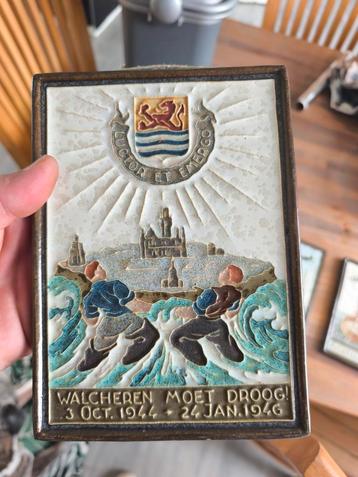 LUCTOR ET EMERGO
WALCHEREN MOET DROOG!
3 OCT. 1944 - 24 JAN. 1946